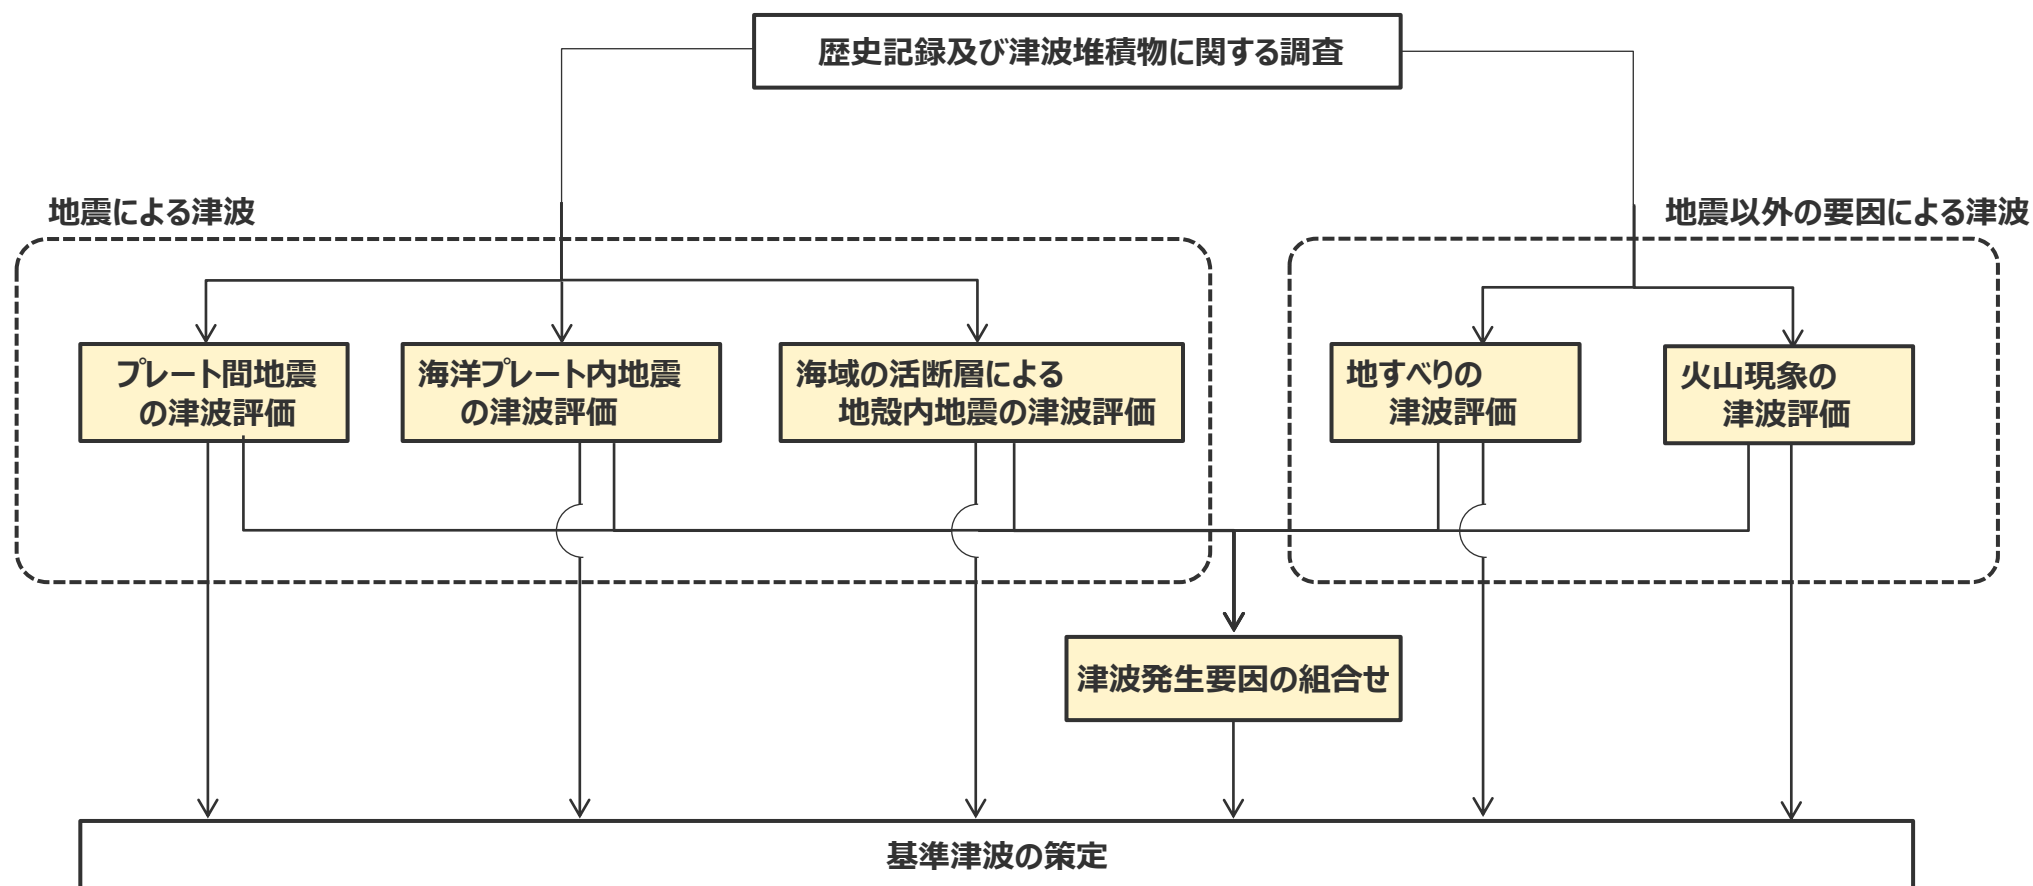 歴史記録及び津波堆積物に関する調査
地震による津波
地震以外の要因による津波
プレート間地震
の津波評価
海洋プレート内地震
の津波評価
海域の活断層による
地殻内地震の津波評価
地すべりの
津波評価
火山現象の
津波評価
津波発生要因の組合せ
基準津波の策定